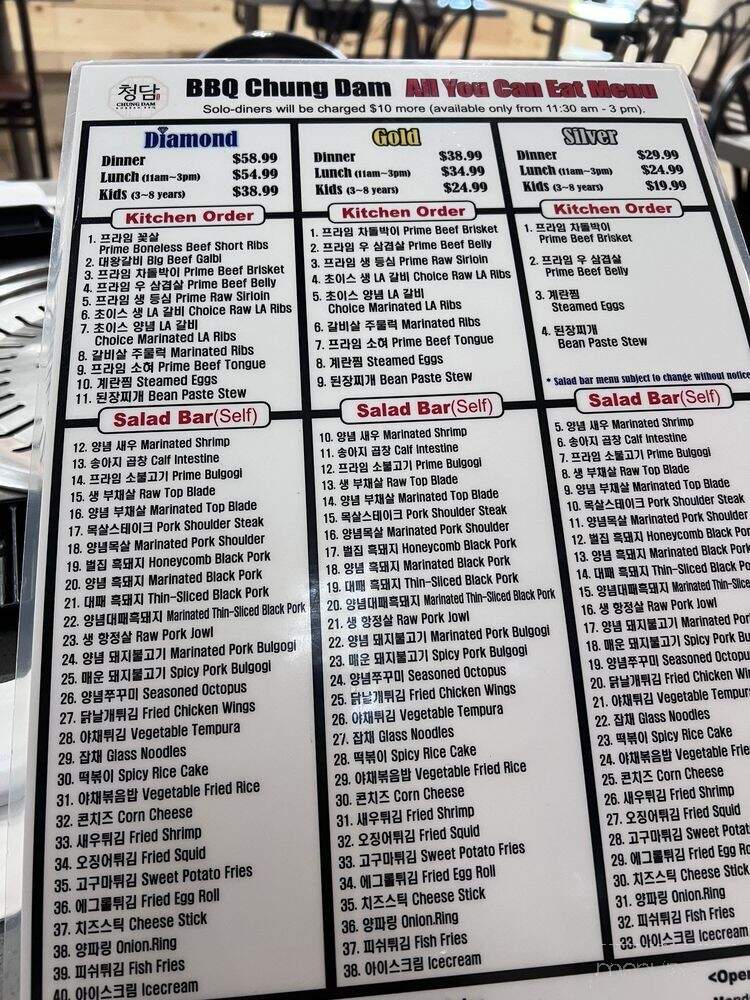 청담
CHUNG DAM
BBQ Chung Dam All You Can Eat Menu
Solo-diners will be charged $10 more (available only from 11:30 am - 3 pm).
Diamond
Dinner $58.99
Lunch (11am~3pm) $54.99
Kids (3~8 years) $38.99
Kitchen Order
1. 프라임 꽃살
Prime Boneless Beef Short Ribs
2. 대왕갈비 Big Beef Galbi
3. 프라임 차돌박이 Prime Beef Brisket
4. 프라임 우 삼겹살 Prime Beef Belly
5. 프라임 생 등심 Prime Raw Sirloin
6. 초이스 생 LA 갈비 Choice Raw LA Ribs
7. 초이스 양념 LA 갈비
Choice Marinated LA Ribs
8. 갈비살 주물럭 Marinated Ribs
9. 프라임 소혀 Prime Beef Tongue
10. 계란찜 Steamed Eggs
11. 된장찌개 Bean Paste Stew
Salad Bar(Self)
12. 양념 새우 Marinated Shrimp
13. 송아지 곱창 Calf Intestine
14. 프라임 소불고기 Prime Bulgogi
15. 생 부채살 Raw Top Blade
16. 양념 부채살 Marinated Top Blade
17. 목살스테이크 Pork Shoulder Steak
18. 양념목살 Marinated Pork Shoulder
19. 벌집 흑돼지 Honeycomb Black Pork
20. 양념 흑돼지 Marinated Black Pork
21. 대패 흑돼지 Thin-Sliced Black Pork
22. 양념대패흑돼지 Marinated Thin-Sliced Black Pork
23. 생 항정살 Raw Pork Jowl
24. 양념 돼지불고기 Marinated Pork Bulgogi
25. 매운 돼지불고기 Spicy Pork Bulgogi
26. 양념쭈꾸미 Seasoned Octopus
27. 닭날개튀김 Fried Chicken Wings
28. 야채튀김 Vegetable Tempura
29. 잡채 Glass Noodles
30. 떡볶이 Spicy Rice Cake
31. 야채볶음밥 Vegetable Fried Rice
32. 콘치즈 Corn Cheese
33. 새우튀김 Fried Shrimp
34. 오징어튀김 Fried Squid
35. 고구마튀김 Sweet Potato Fries
36. 에그롤튀김 Fried Egg Roll
37. 치즈스틱 Cheese Stick
38. 양파링 Onion.Ring
39. 피쉬튀김 Fish Fries
40. 아이스크림 Icecream
Gold
Dinner $38.99
Lunch (11am~3pm) $34.99
Kids (3~8 years) $24.99
Kitchen Order
1. 프라임 차돌박이 Prime Beef Brisket
2. 프라임 우 삼겹살 Prime Beef Belly
3. 프라임 생 등심 Prime Raw Sirloin
4. 초이스 생 LA 갈비 Choice Raw LA Ribs
5. 초이스 양념 LA 갈비
Choice Marinated LA Ribs
6. 갈비살 주물럭 Marinated Ribs
7. 프라임 소혀 Prime Beef Tongue
8. 계란찜 Steamed Eggs
9. 된장찌개 Bean Paste Stew
Salad Bar(Self)
10. 양념 새우 Marinated Shrimp
11. 송아지 곱창 Calf Intestine
12. 프라임 소불고기 Prime Bulgogi
13. 생 부채살 Raw Top Blade
14. 양념 부채살 Marinated Top Blade
15. 목살스테이크 Pork Shoulder Steak
16. 양념목살 Marinated Pork Shoulder
17. 벌집 흑돼지 Honeycomb Black Pork
18. 양념 흑돼지 Marinated Black Pork
19. 대패 흑돼지 Thin-Sliced Black Pork
20. 양념대패흑돼지 Marinated Thin-Sliced Black Pork
21. 생 항정살 Raw Pork Jowl
22. 양념 돼지불고기 Marinated Pork Bulgogi
23. 매운 돼지불고기 Spicy Pork Bulgogi
24. 양념쭈꾸미 Seasoned Octopus
25. 닭날개튀김 Fried Chicken Wings
26. 야채튀김 Vegetable Tempura
27. 잡채 Glass Noodles
28. 떡볶이 Spicy Rice Cake
29. 야채볶음밥 Vegetable Fried Rice
30. 콘치즈 Corn Cheese
31. 새우튀김 Fried Shrimp
32. 오징어튀김 Fried Squid
33. 고구마튀김 Sweet Potato Fries
34. 에그롤튀김 Fried Egg Roll
35. 치즈스틱 Cheese Stick
36. 양파링 Onion.Ring
37. 피쉬튀김 Fish Fries
38. 아이스크림 Icecream
Silver
Dinner $29.99
Lunch (11am~3pm) $24.99
Kids (3~8 years) $19.99
Kitchen Order
1. 프라임 차돌박이
Prime Beef Brisket
2. 프라임 우 삼겹살
Prime Beef Belly
3. 계란찜
Steamed Eggs
4. 된장찌개
Bean Paste Stew
* Salad bar menu subject to change without notice
Salad Bar(Self)
5. 양념 새우 Marinated Shrimp
6. 송아지 곱창 Calf Intestine
7. 프라임 소불고기 Prime Bulgogi
8. 생 부채살 Raw Top Blade
9. 양념 부채살 Marinated Top Blade
10. 목살스테이크 Pork Shoulder Steak
11. 양념목살 Marinated Pork Shoulder
12. 벌집 흑돼지 Honeycomb Black Por
13. 양념 흑돼지 Marinated Black Por
14. 대패 흑돼지 Thin-Sliced Black Po
15. 양념대패흑돼지 Marinated Thin-Slice
16. 생 항정살 Raw Pork Jowl
17. 양념 돼지불고기 Marinated Por
18. 매운 돼지불고기 Spicy Pork Bu
19. 양념쭈꾸미 Seasoned Octopu
20. 닭날개튀김 Fried Chicken Wi
21. 야채튀김 Vegetable Tempur
22. 잡채 Glass Noodles
23. 떡볶이 Spicy Rice Cake
24. 야채볶음밥 Vegetable Frie
25. 콘치즈 Corn Cheese
26. 새우튀김 Fried Shrimp
27. 오징어튀김 Fried Squid
28. 고구마튀김 Sweet Potat
29. 에그롤튀김 Fried Egg Ro
30. 치즈스틱 Cheese Stick
31. 양파링 Onion.Ring
32. 피쉬튀김 Fish Fries
33. 아이스크림 Icecream
<Ope